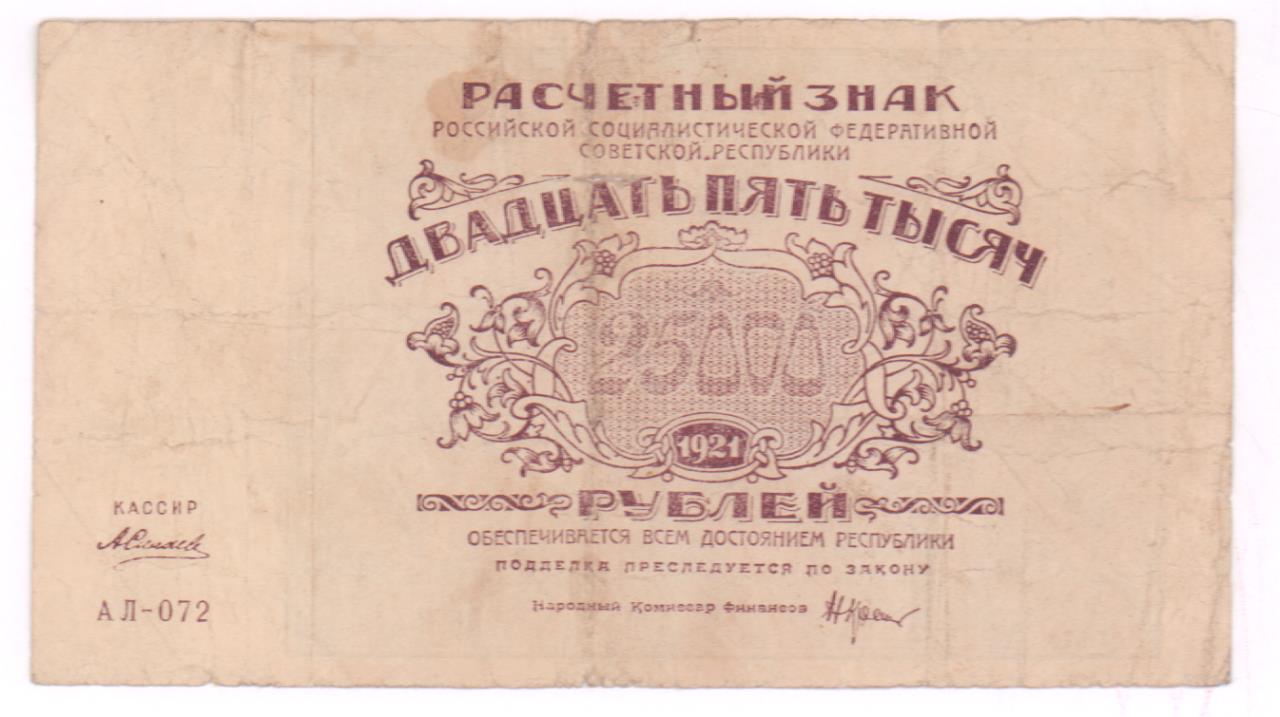 РАСЧЕТНЫЙ ЗНАК
РОССИЙСКОЙ СОЦИАЛИСТИЧЕСКОЙ ФЕДЕРАТИВНОЙ
СОВЕТСКОЙ РЕСПУБЛИКИ
ДВАДЦАТЬ ПЯТЬ ТЫСЯЧ
25000
1921
РУБЛЕЙ
ОБЕСПЕЧИВАЕТСЯ ВСЕМ ДОСТОЯНИЕМ РЕСПУБЛИКИ
ПОДДЕЛКА ПРЕСЛЕДУЕТСЯ ПО ЗАКОНУ
Народный Комиссар финансов
КАССИР
АЛ-072